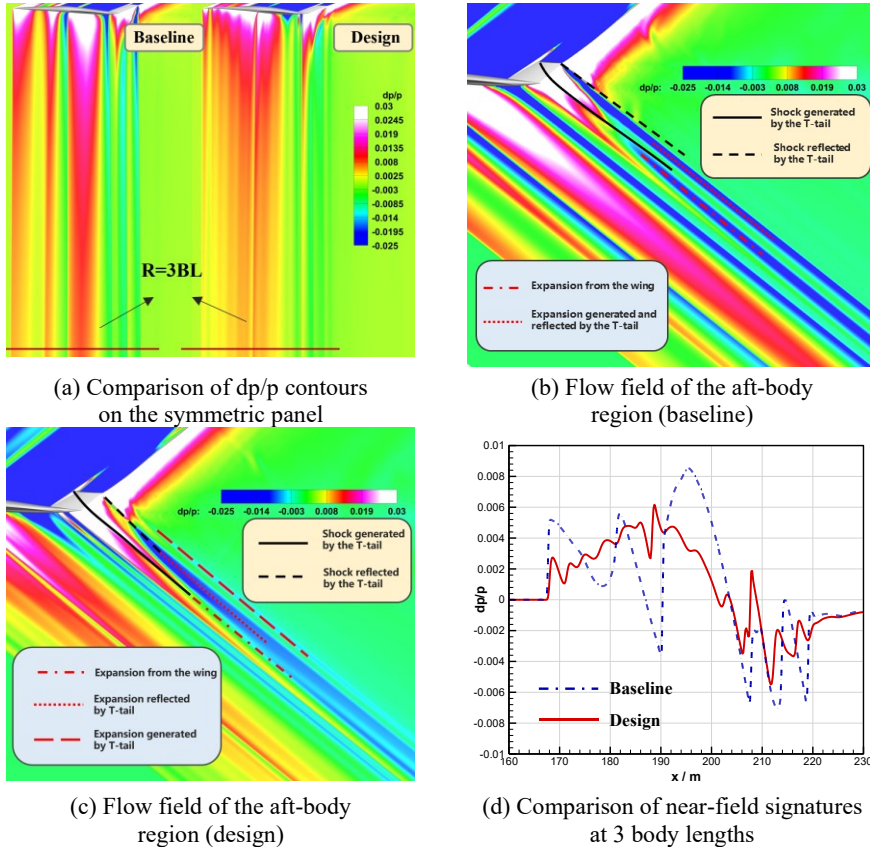 Baseline
Design
dp/p
0.03
0.0245
0.019
0.0135
0.008
0.0025
-0.003
-0.0085
-0.014
-0.0195
-0.025
R=3BL
(a) Comparison of dp/p contours
on the symmetric panel
dp/p:
-0.025 -0.014 -0.003 0.008 0.019 0.03
Shock generated
by the T-tail
Shock reflected
by the T-tail
Expansion from the wing
Expansion generated and
reflected by the T-tail
(b) Flow field of the aft-body
region (baseline)
dp/p:
-0.025 -0.014 -0.003 0.008 0.019 0.03
Shock generated
by the T-tail
Shock reflected
by the T-tail
Expansion from the wing
Expansion reflected
by T-tail
Expansion generated
by T-tail
(c) Flow field of the aft-body
region (design)
0.01
0.008
0.006
0.004
0.002
0
-0.002
-0.004
-0.006
-0.008
-0.01
dp/p
Baseline
Design
160 170 180 190 200 210 220 230
x / m
(d) Comparison of near-field signatures
at 3 body lengths